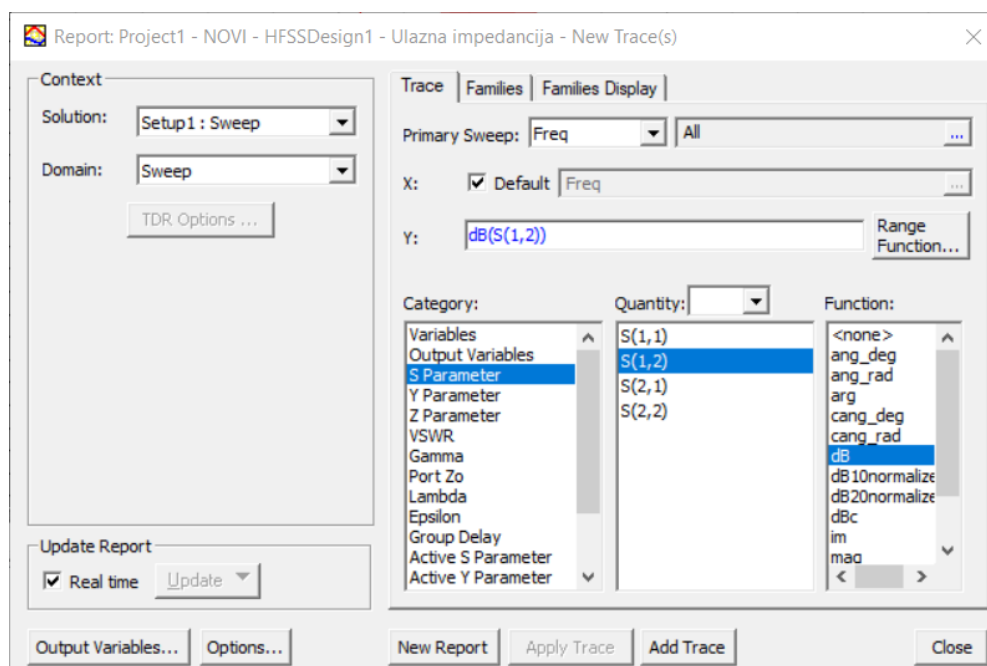 Report: Project1 - NOVI - HFSSDesign1 - Ulazna impedancija - New Trace(s)
Context
Solution: Setup1 : Sweep
Domain: Sweep
TDR Options ...
Update Report
Real time Update
Output Variables... Options...
Trace Families Families Display
Primary Sweep: Freq All ...
X: Default Freq ...
Y: dB(S(1,2)) Range Function...
Category:
Variables
Output Variables
S Parameter
Y Parameter
Z Parameter
VSWR
Gamma
Port Zo
Lambda
Epsilon
Group Delay
Active S Parameter
Active Y Parameter
Quantity:
S(1,1)
S(1,2)
S(2,1)
S(2,2)
Function:
<none>
ang_deg
ang_rad
arg
cang_deg
cang_rad
dB
dB10normalize
dB20normalize
dBc
im
mag
New Report Apply Trace Add Trace Close